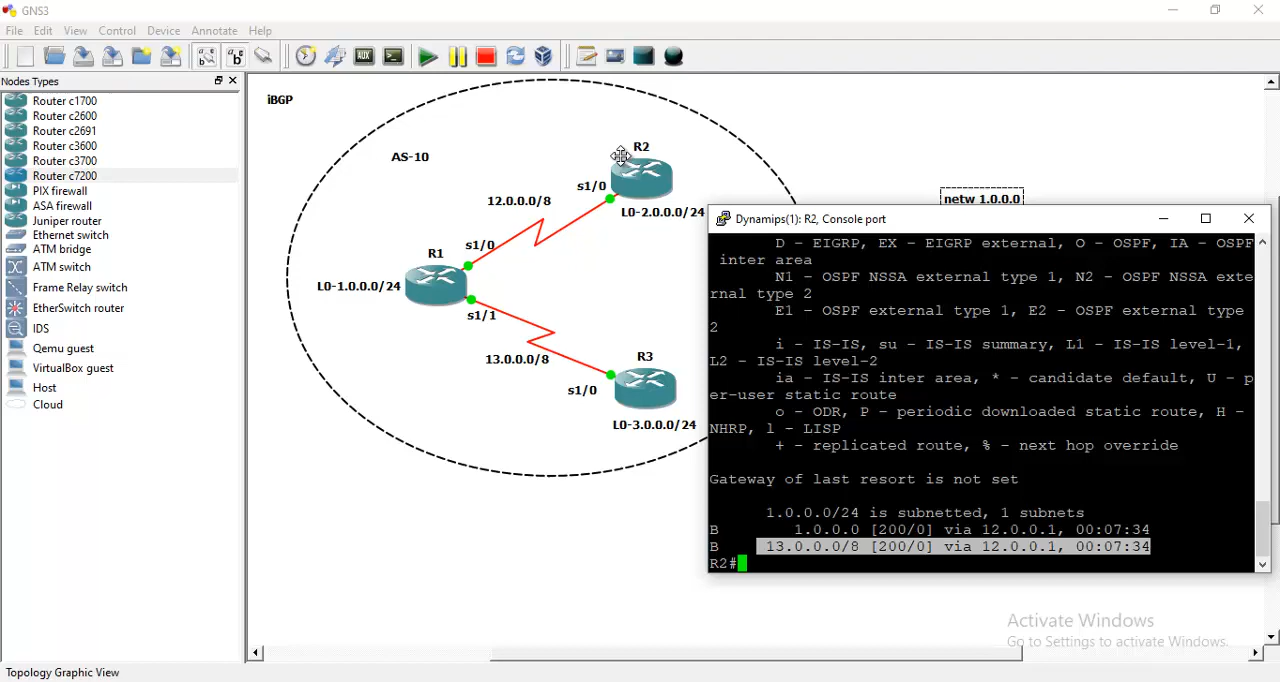 GNS3
File Edit View Control Device Annotate Help
Nodes Types
Router c1700
Router c2600
Router c2691
Router c3600
Router c3700
Router c7200
PIX firewall
ASA firewall
Juniper router
Ethernet switch
ATM bridge
ATM switch
Frame Relay switch
EtherSwitch router
IDS
Qemu guest
VirtualBox guest
Host
Cloud
iBGP
AS-10
R2
s1/0
12.0.0.0/8
L0-2.0.0.0/24
s1/0
R1
L0-1.0.0.0/24
s1/1
13.0.0.0/8
R3
s1/0
L0-3.0.0.0/24
netw 1.0.0.0
Dynamips(1): R2, Console port
D - EIGRP, EX - EIGRP external, O - OSPF, IA - OSPF
inter area
N1 - OSPF NSSA external type 1, N2 - OSPF NSSA exte
rnal type 2
E1 - OSPF external type 1, E2 - OSPF external type
2
i - IS-IS, su - IS-IS summary, L1 - IS-IS level-1,
L2 - IS-IS level-2
ia - IS-IS inter area, * - candidate default, U - p
er-user static route
o - ODR, P - periodic downloaded static route, H -
NHRP, l - LISP
+ - replicated route, % - next hop override
Gateway of last resort is not set
1.0.0.0/24 is subnetted, 1 subnets
B 1.0.0.0 [200/0] via 12.0.0.1, 00:07:34
B 13.0.0.0/8 [200/0] via 12.0.0.1, 00:07:34
R2#
Activate Windows
Go to Settings to activate Windows.
Topology Graphic View